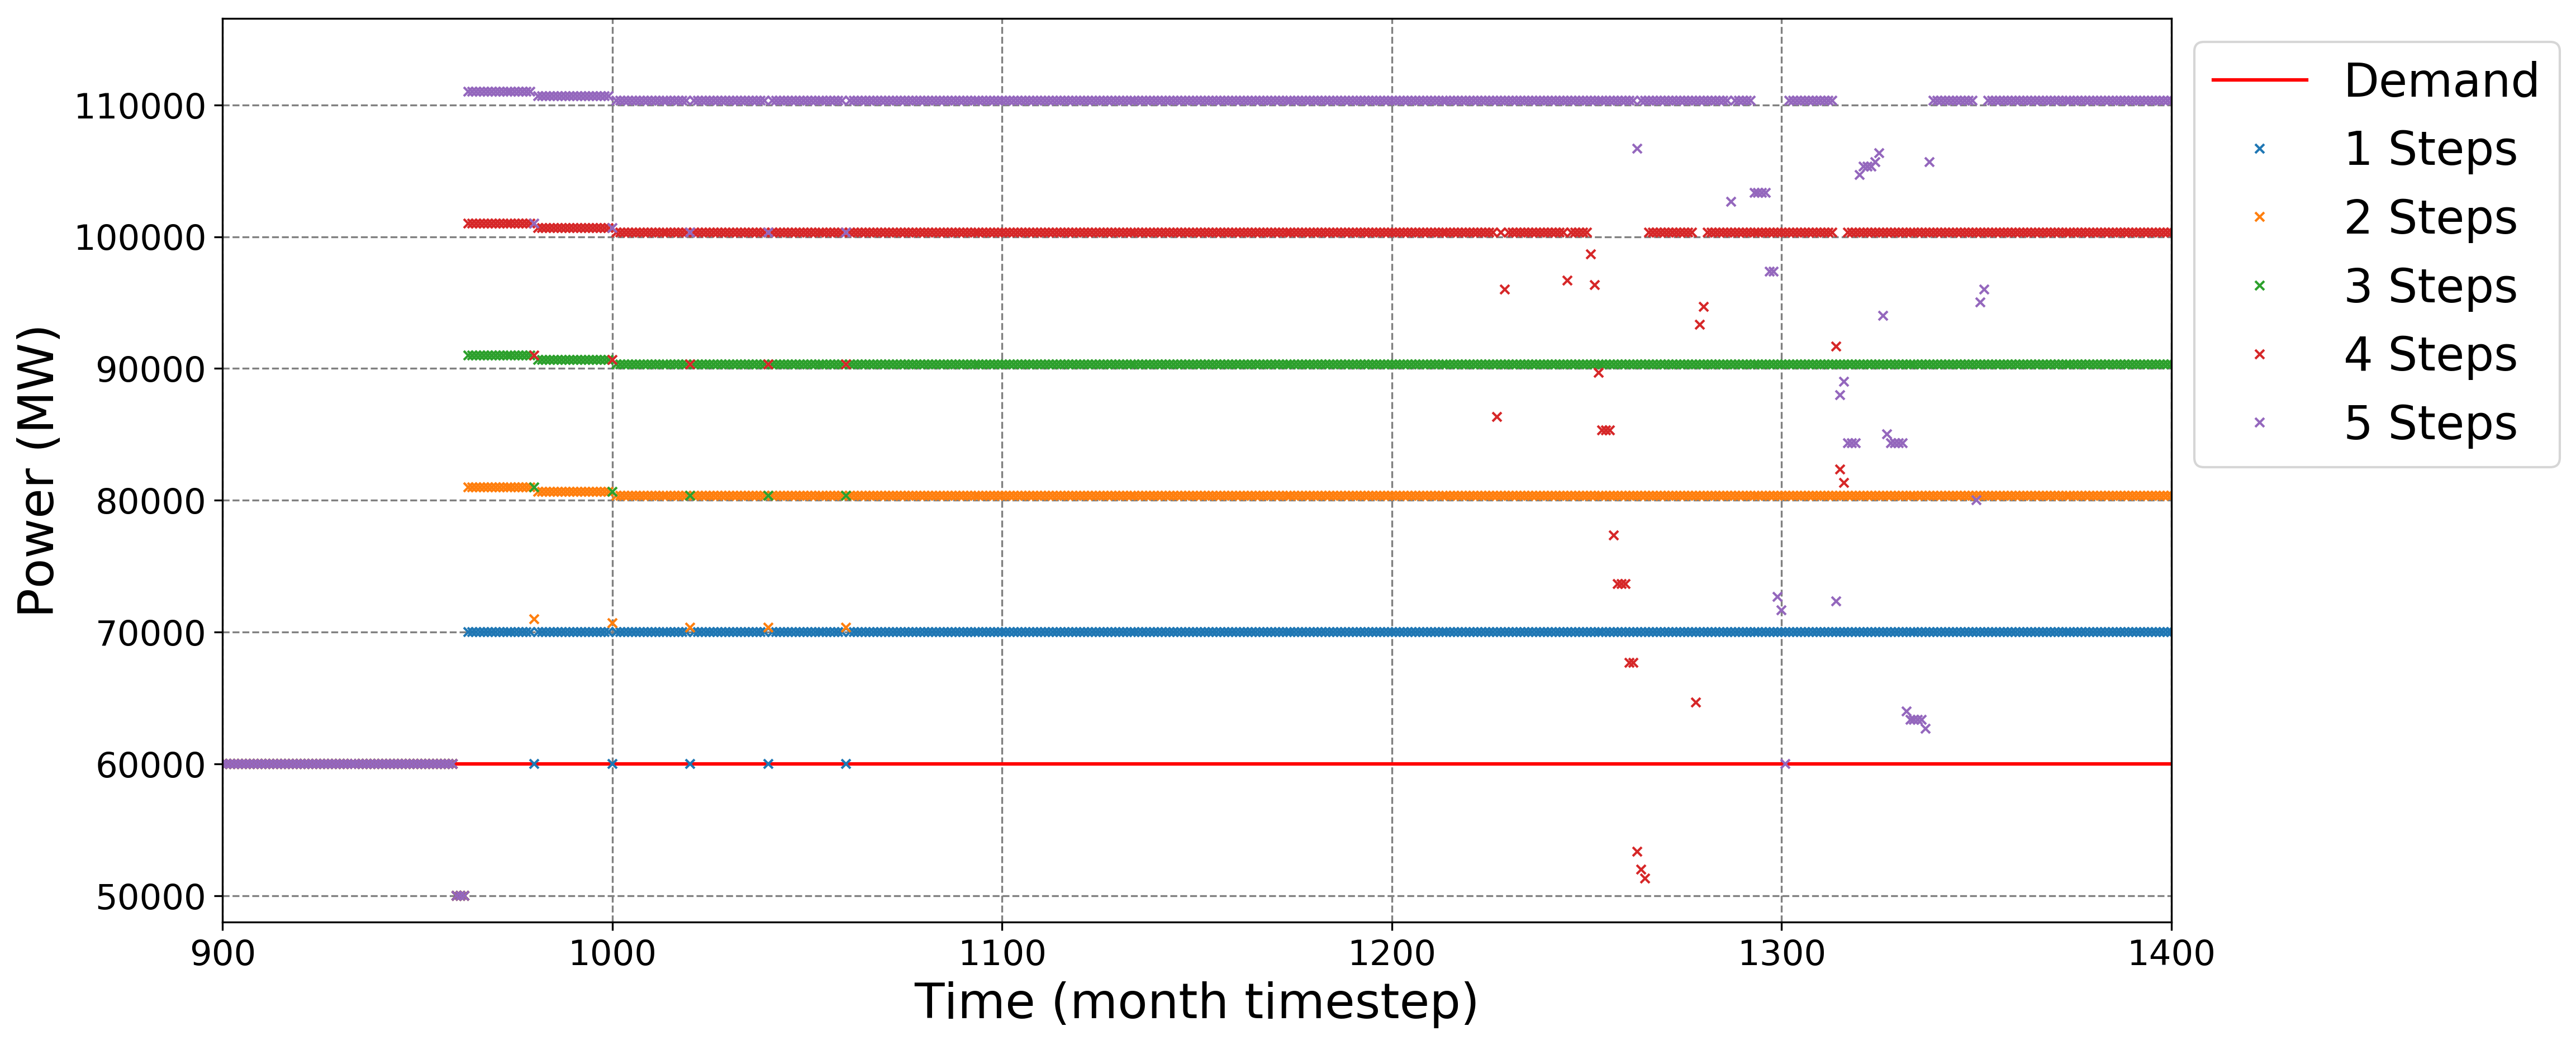 110000
100000
90000
80000
70000
60000
50000
Power (MW)
900
1000
1100
1200
1300
1400
Time (month timestep)
Demand
1 Steps
2 Steps
3 Steps
4 Steps
5 Steps